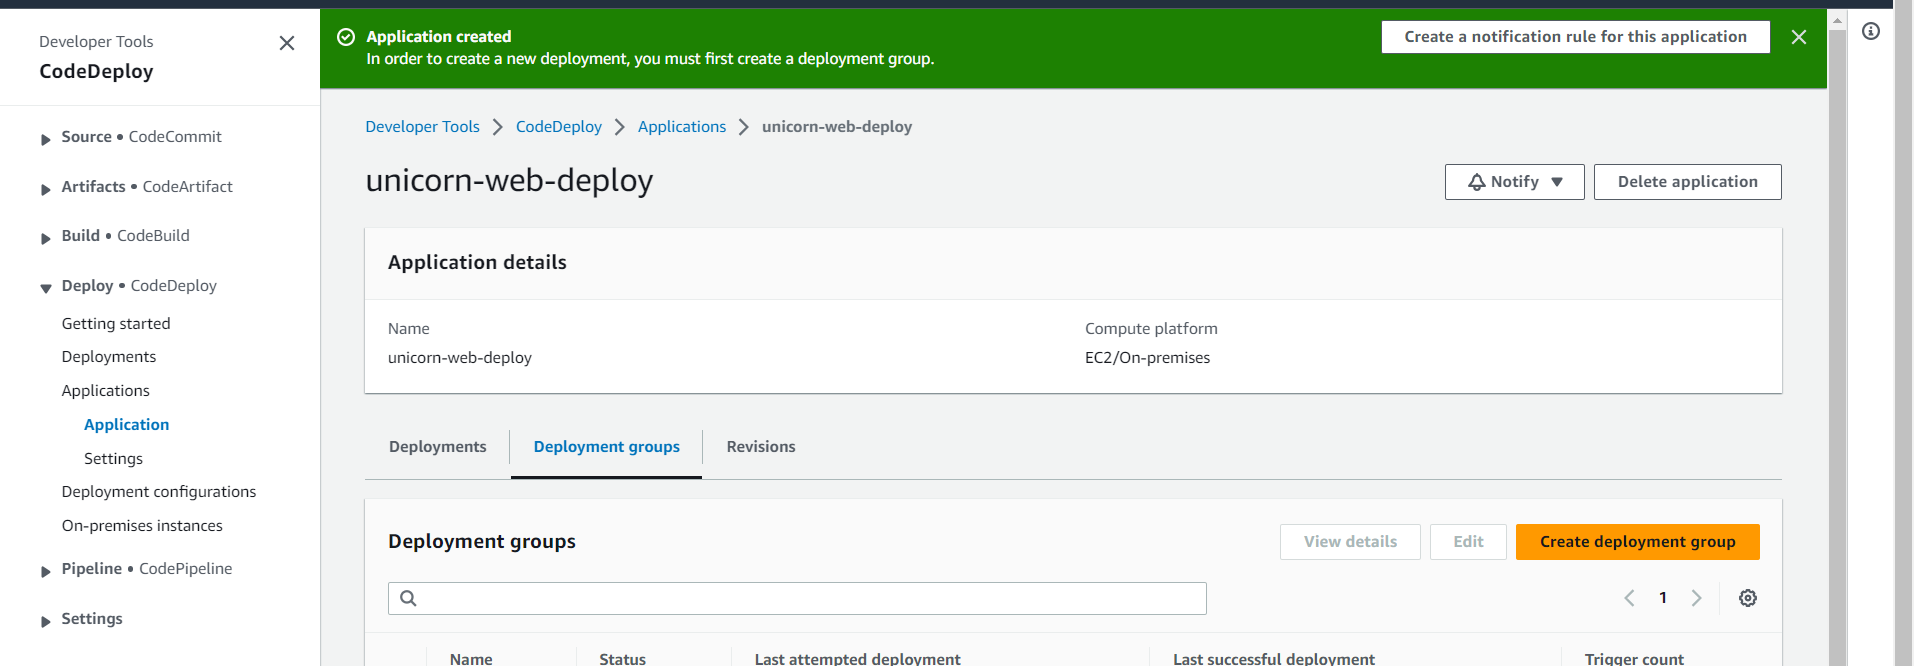 Developer Tools
CodeDeploy
Source • CodeCommit
Artifacts • CodeArtifact
Build • CodeBuild
Deploy • CodeDeploy
Getting started
Deployments
Applications
Application
Settings
Deployment configurations
On-premises instances
Pipeline • CodePipeline
Settings
Application created
In order to create a new deployment, you must first create a deployment group.
Create a notification rule for this application
Developer Tools > CodeDeploy > Applications > unicorn-web-deploy
unicorn-web-deploy
Notify
Delete application
Application details
Name
unicorn-web-deploy
Compute platform
EC2/On-premises
Deployments
Deployment groups
Revisions
Deployment groups
View details
Edit
Create deployment group
1
Name
Status
Last attempted deployment
Last successful deployment
Trigger count